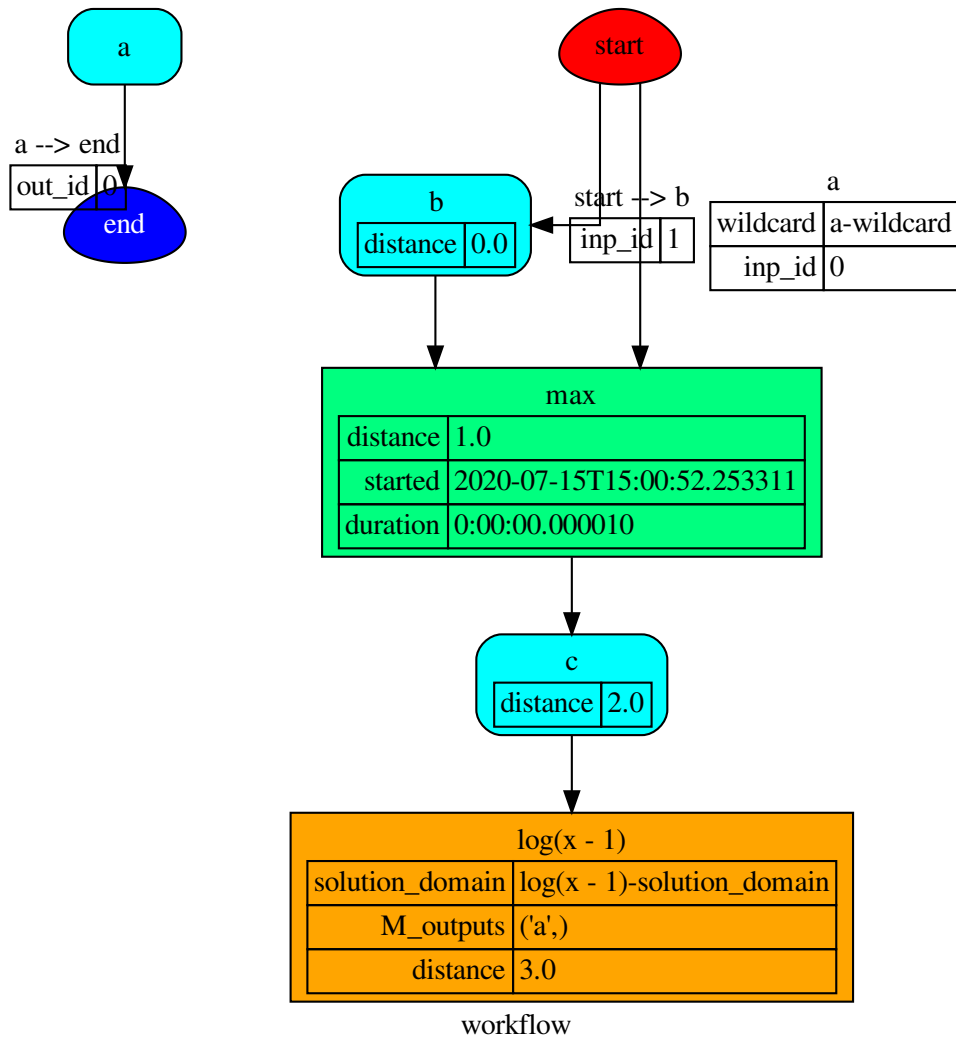 a
start
a --> end
out_id 0
end
b
distance 0.0
start --> b
inp_id 1
a
wildcard a-wildcard
inp_id 0
max
distance 1.0
started 2020-07-15T15:00:52.253311
duration 0:00:00.000010
c
distance 2.0
log(x - 1)
solution_domain log(x - 1)-solution_domain
M_outputs ('a',)
distance 3.0
workflow